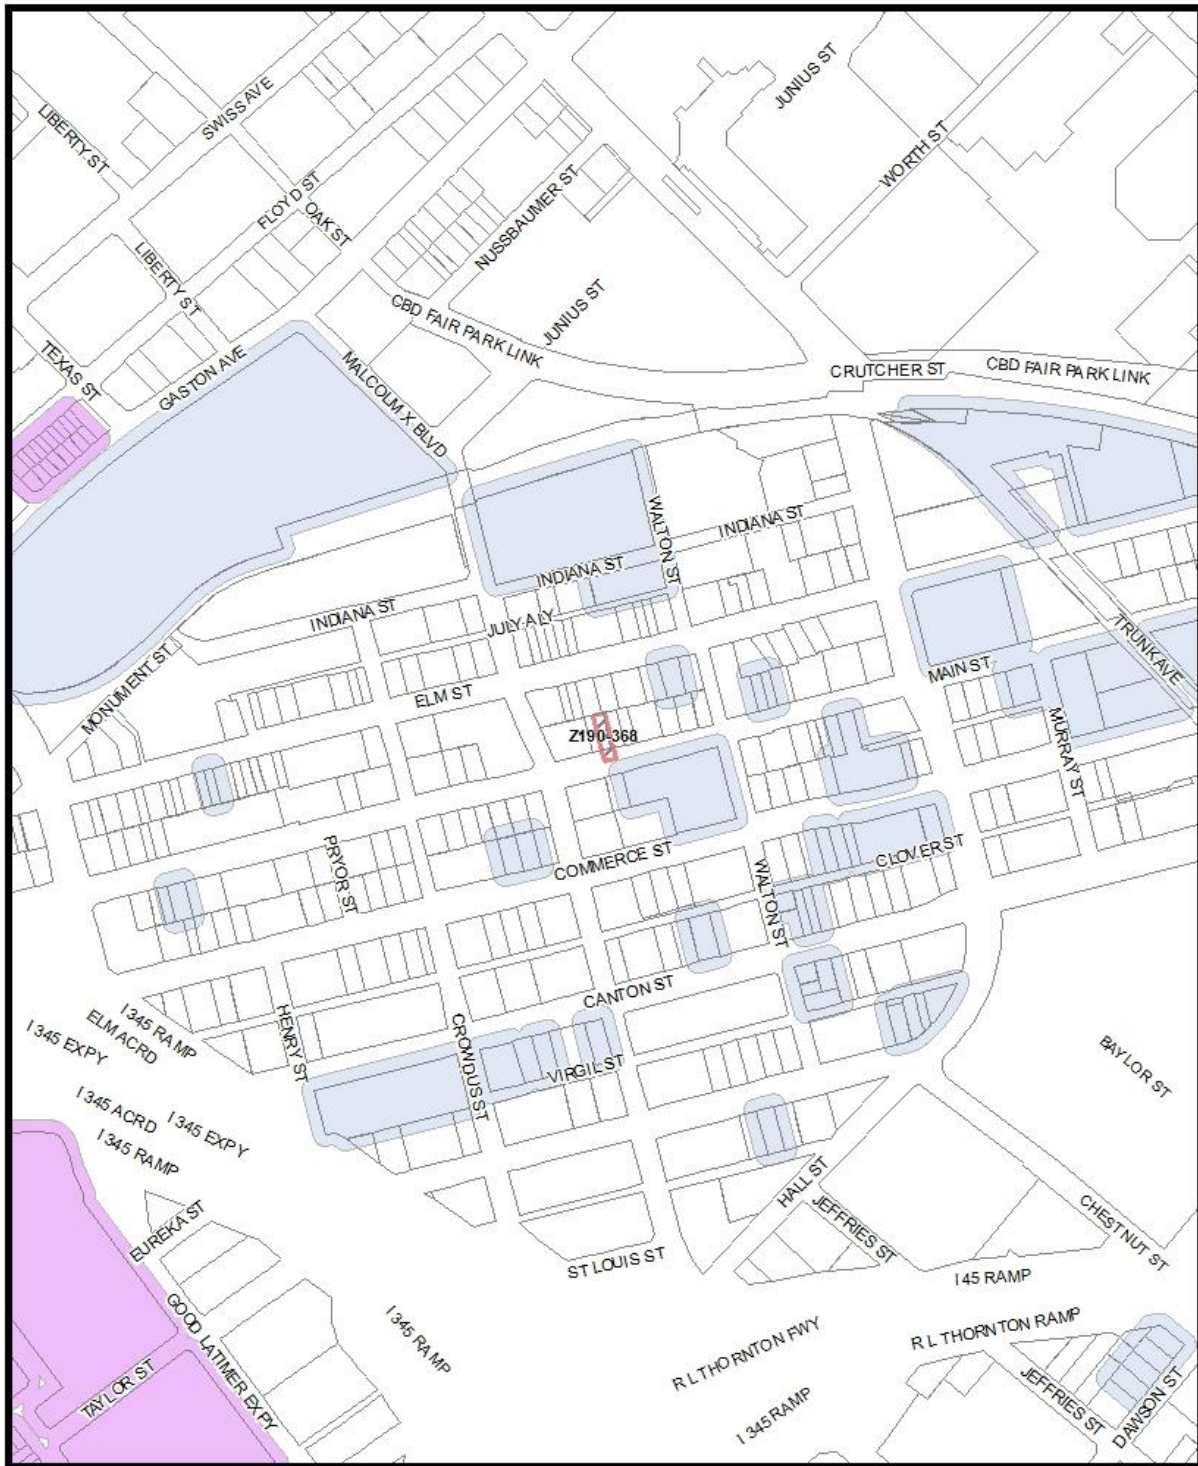 JUNIUS ST
LIBERTY ST
SWISS AVE
WORTH ST
FLOYD ST
OAK ST
NUSSBAUMER ST
LIBERTY ST
CBD FAIR PARK LINK
JUNIUS ST
TEXAS ST
GASTON AVE
MALCOLM X BLVD
CRUTCHER ST
CBD FAIR PARK LINK
WALTON ST
INDIANA ST
INDIANA ST
INDIANA ST
JULY ALY
TRUNK AVE
MONUMENT ST
ELM ST
MAIN ST
Z190-368
MURRAY ST
PRYOR ST
COMMERCE ST
CLOVER ST
WALTON ST
CANTON ST
HENRY ST
CROWDUS ST
I 345 RAMP
ELM ACRD
I 345 EXPY
VIRGIL ST
BAYLOR ST
I 345 ACRD
I 345 EXPY
I 345 RAMP
HALL ST
EUREKA ST
JEFFRIES ST
CHESTNUT ST
ST LOUIS ST
I 45 RAMP
GOOD LATIMER EXPY
I 345 RAMP
R L THORNTON FWY
R L THORNTON RAMP
TAYLOR ST
JEFFRIES ST
DAWSON ST
I 345 RAMP